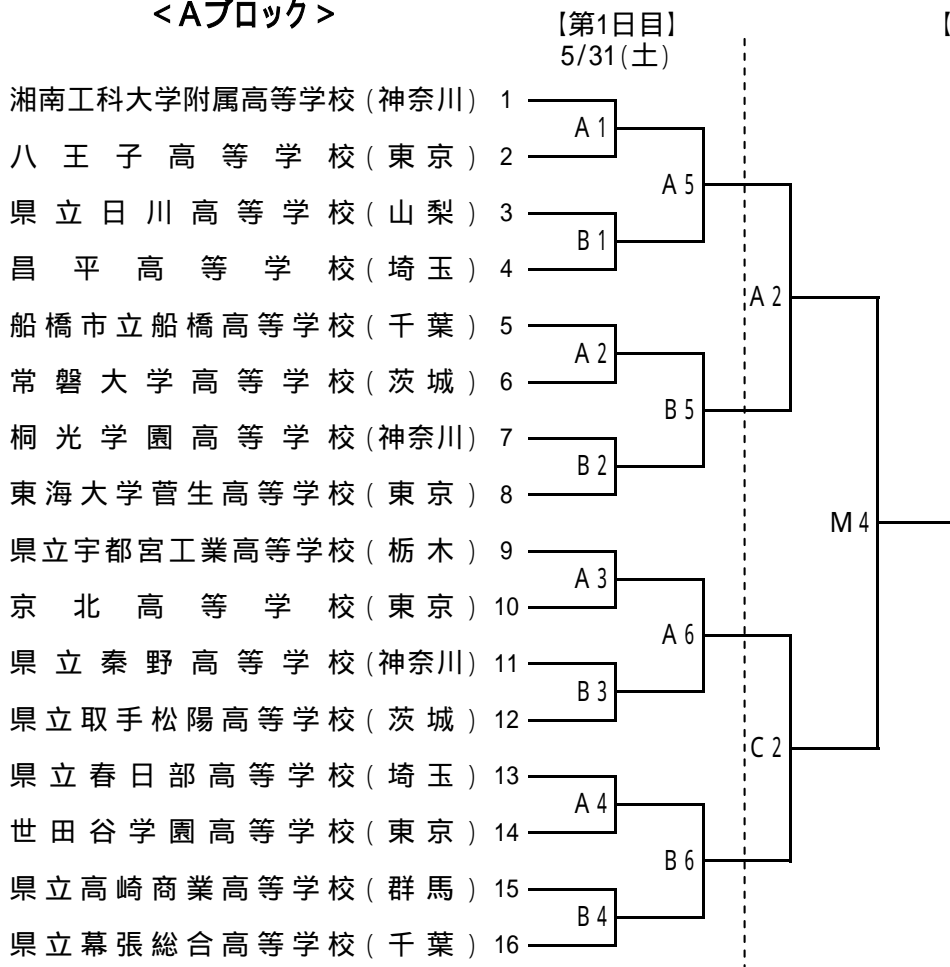 <Aブロック>
【第1日目】
【
5/31(土)
湘南工科大学附属高等学校(神奈川) 1
A1
八王子高等学校(東京) 2
A5
県立日川高等学校(山梨) 3
B1
昌平高等学校(埼玉) 4
A2
船橋市立船橋高等学校(千葉) 5
A2
常磐大学高等学校(茨城) 6
B5
桐光学園高等学校(神奈川) 7
B2
東海大学菅生高等学校(東京) 8
M4
県立宇都宮工業高等学校(栃木) 9
A3
京北高等学校(東京) 10
A6
県立秦野高等学校(神奈川) 11
B3
県立取手松陽高等学校(茨城) 12
C2
県立春日部高等学校(埼玉) 13
A4
世田谷学園高等学校(東京) 14
B6
県立高崎商業高等学校(群馬) 15
B4
県立幕張総合高等学校(千葉) 16